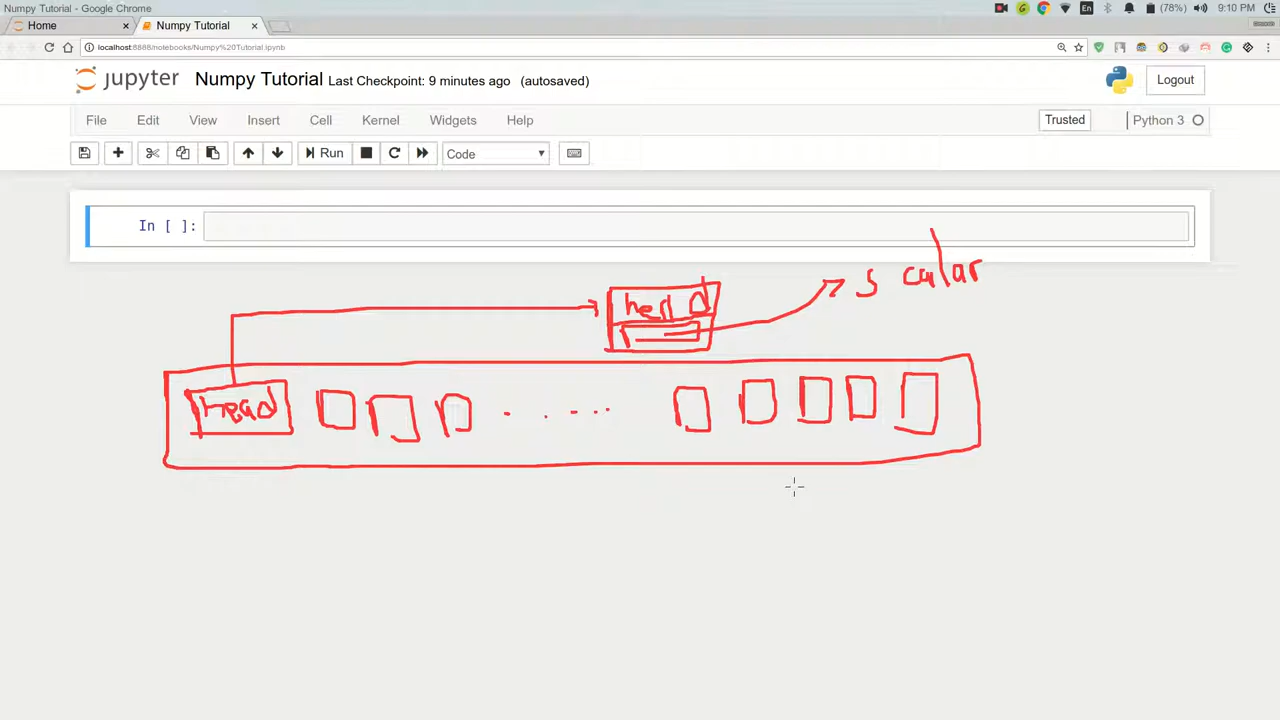 Numpy Tutorial - Google Chrome
En
(78%)
9:10 PM
Home
Numpy Tutorial
localhost:8888/notebooks/Numpy%20Tutorial.ipynb
jupyter
Numpy Tutorial Last Checkpoint: 9 minutes ago (autosaved)
Logout
File Edit View Insert Cell Kernel Widgets Help
Trusted
Python 3
Run
Code
In [ ]:
scalar
head